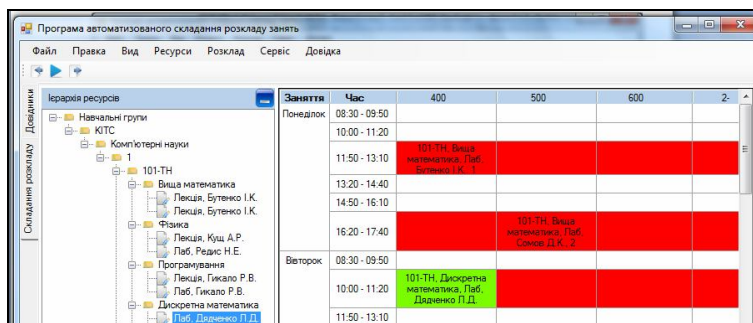 Програма автоматизованого складання розкладу занять
Файл Правка Вид Ресурси Розклад Сервіс Довідка
Довідники
Складання розкладу
Ієрархія ресурсів
Навчальні групи
КІТС
Комп'ютерні науки
1
101-ТН
Вища математика
Лекція, Бутенко І.К.
Лекція, Бутенко І.К.
Фізика
Лекція, Кущ А.Р.
Лаб, Редис Н.Е.
Програмування
Лекція, Гикало Р.В.
Лаб, Гикало Р.В.
Дискретна математика
Лаб, Дядченко Л.Д.
Заняття Час 400 500 600 2-
Понеділок 08:30 - 09:50
10:00 - 11:20
11:50 - 13:10
101-ТН, Вища
математика, Лаб,
Бутенко І.К., 1
13:20 - 14:40
14:50 - 16:10
16:20 - 17:40
101-ТН, Вища
математика, Лаб,
Сомов Д.К., 2
Вівторок 08:30 - 09:50
10:00 - 11:20
101-ТН, Дискретна
математика, Лаб,
Дядченко Л.Д.
11:50 - 13:10